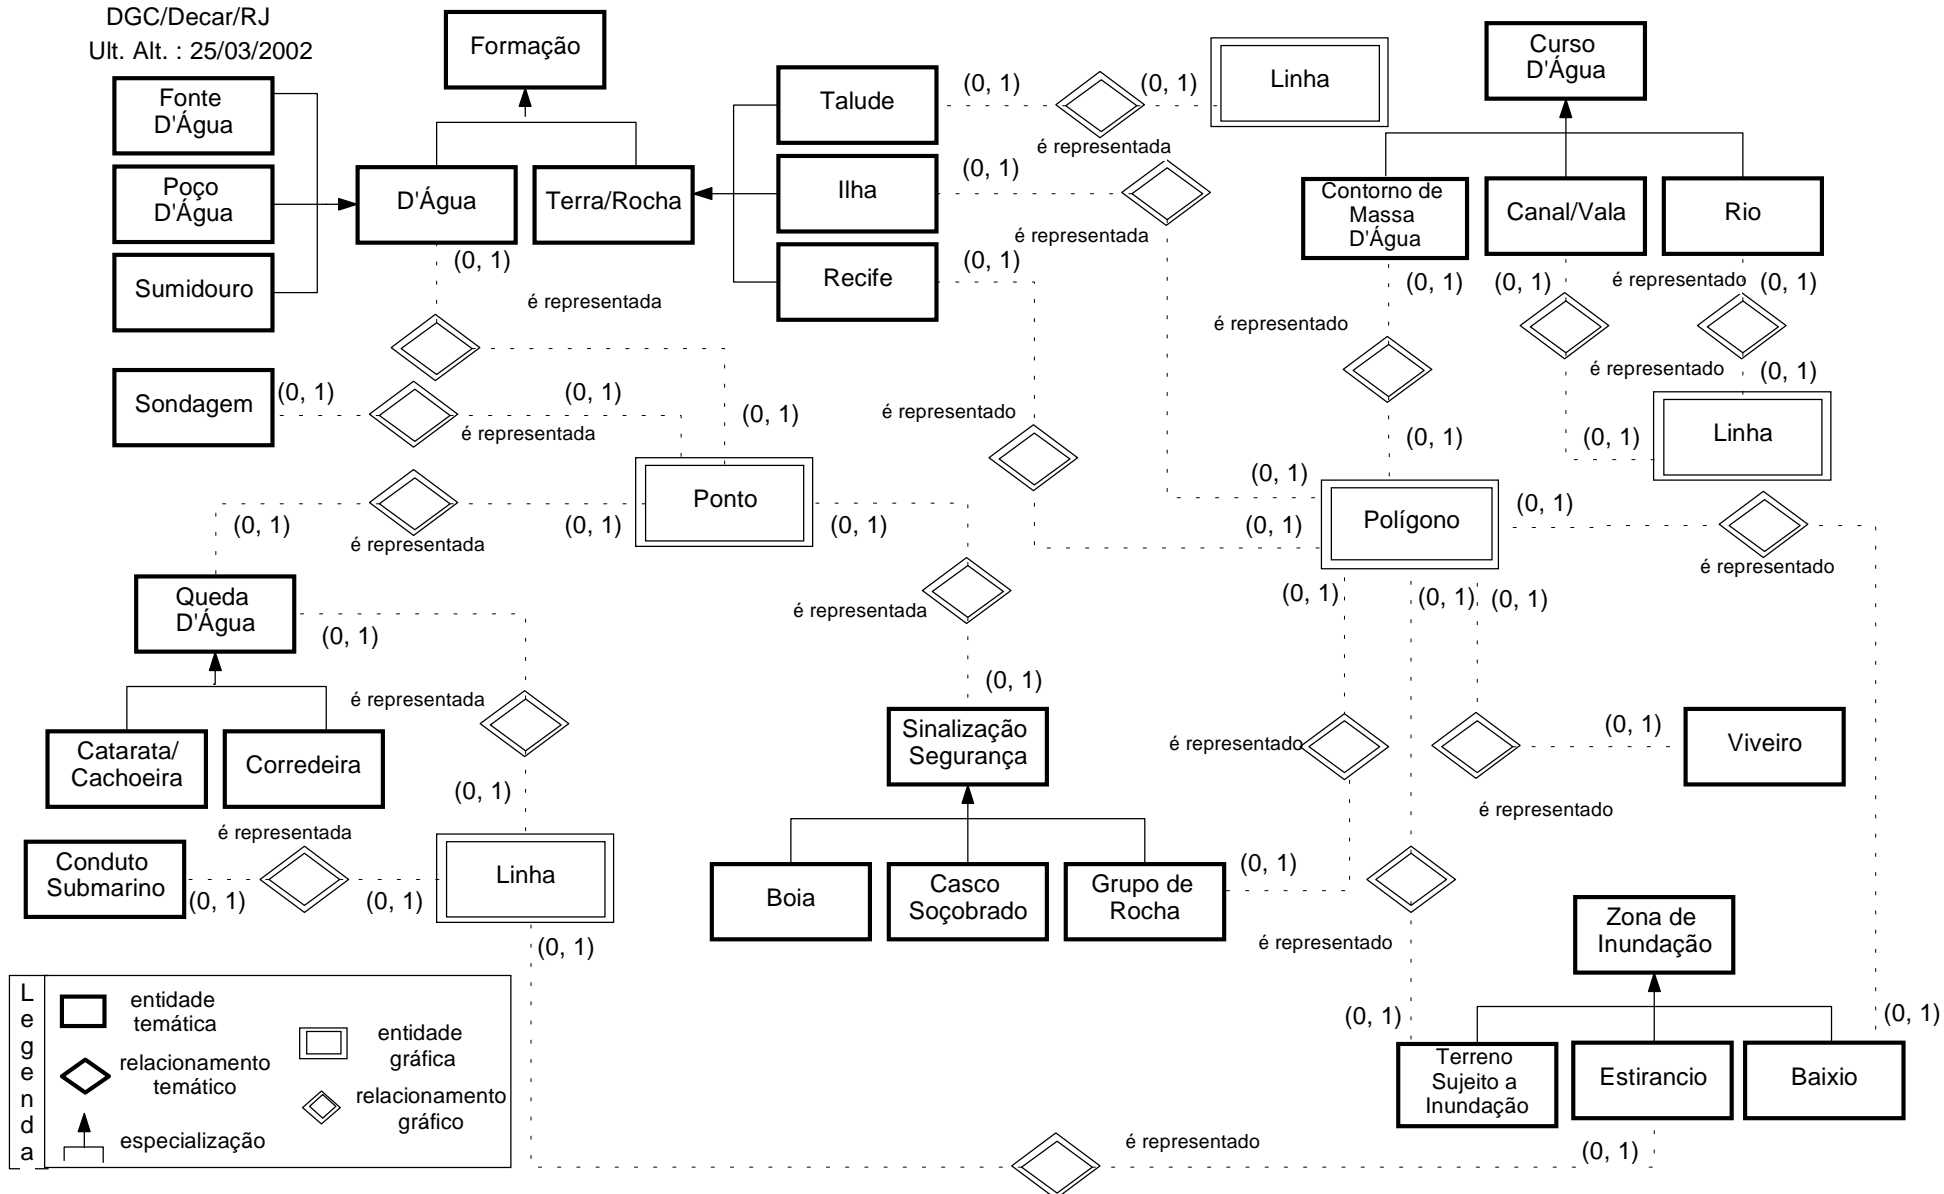 DGC/Decar/RJ
Ult. Alt. : 25/03/2002
Formação
Curso
D'Água
Fonte
D'Água
Talude
(0, 1)
(0, 1)
Linha
é representada
Poço
D'Água
D'Água
Terra/Rocha
Ilha
(0, 1)
Contorno de
Massa
D'Água
Canal/Vala
Rio
é representada
Sumidouro
(0, 1)
Recife
(0, 1)
(0, 1)
(0, 1)
é representado
(0, 1)
é representada
é representado
Sondagem
(0, 1)
(0, 1)
é representada
(0, 1)
é representado
é representado
(0, 1)
(0, 1)
(0, 1)
Linha
(0, 1)
(0, 1)
é representada
(0, 1)
Ponto
(0, 1)
(0, 1)
Polígono
(0, 1)
é representado
Queda
D'Água
(0, 1)
é representada
(0, 1)
(0, 1)
(0, 1)
é representada
(0, 1)
Catarata/
Cachoeira
Corredeira
(0, 1)
Sinalização
Segurança
é representado
(0, 1)
Viveiro
é representado
é representada
Conduto
Submarino
(0, 1)
(0, 1)
Linha
(0, 1)
Boia
Casco
Soçobrado
Grupo de
Rocha
(0, 1)
é representado
Zona de
Inundação
(0, 1)
(0, 1)
Terreno
Sujeito a
Inundação
Estirancio
Baixio
é representado
(0, 1)
Legenda
entidade
temática
relacionamento
temático
especialização
entidade
gráfica
relacionamento
gráfico